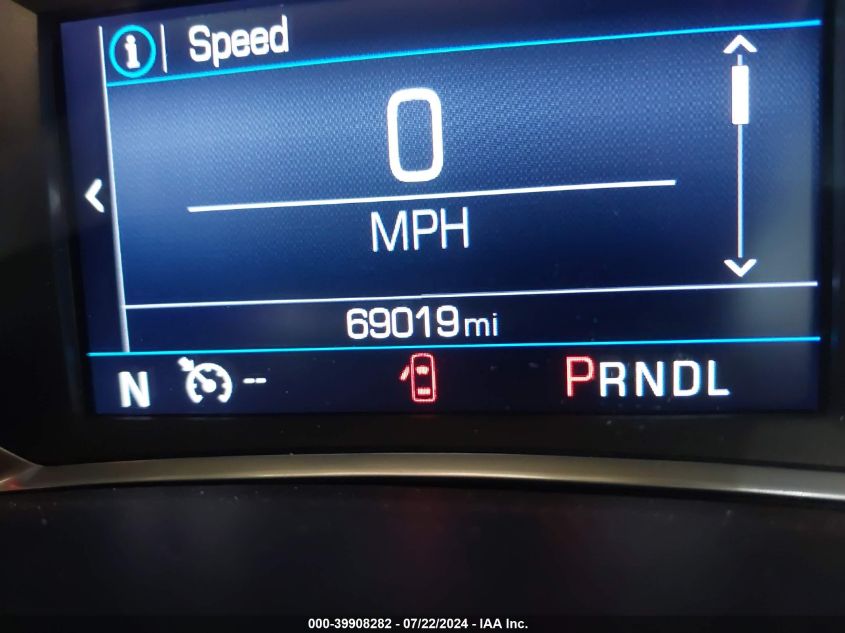 i Speed
0
MPH
69019mi
N -- PRNDL
000-39908282 - 07/22/2024 - IAA Inc.